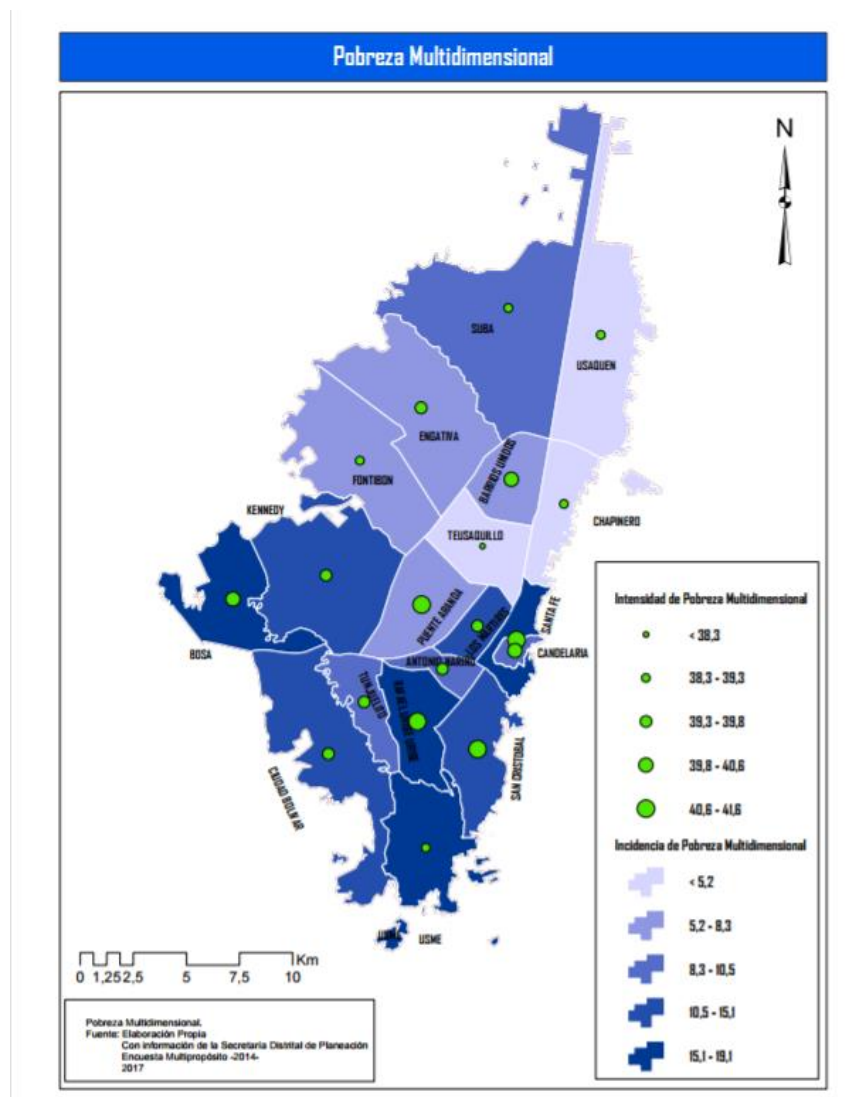 Pobreza Multidimensional
N
SUBA
USAQUEN
ENGATIVA
BARRIOS UNIDOS
FONTIBON
KENNEDY
CHAPINERO
TEUSAQUILLO
PUENTE ARANDA
LOS MARTIRES
SANTA FE
CANDELARIA
BOSA
ANTONIO NARIÑO
TUNJUELITO
RAFAEL URIBE URIBE
SAN CRISTOBAL
CIUDAD BOLIVAR
USME
USME
Intensidad de Pobreza Multidimensional
< 38,3
38,3 - 39,3
39,3 - 39,8
39,8 - 40,6
40,6 - 41,6
Incidencia de Pobreza Multidimensional
< 5,2
5,2 - 8,3
8,3 - 10,5
10,5 - 15,1
15,1 - 19,1
0 1,25 2,5 5 7,5 10 Km
Pobreza Multidimensional.
Fuente: Elaboración Propia
Con información de la Secretaria Distrital de Planeación
Encuesta Multipropósito -2014-
2017